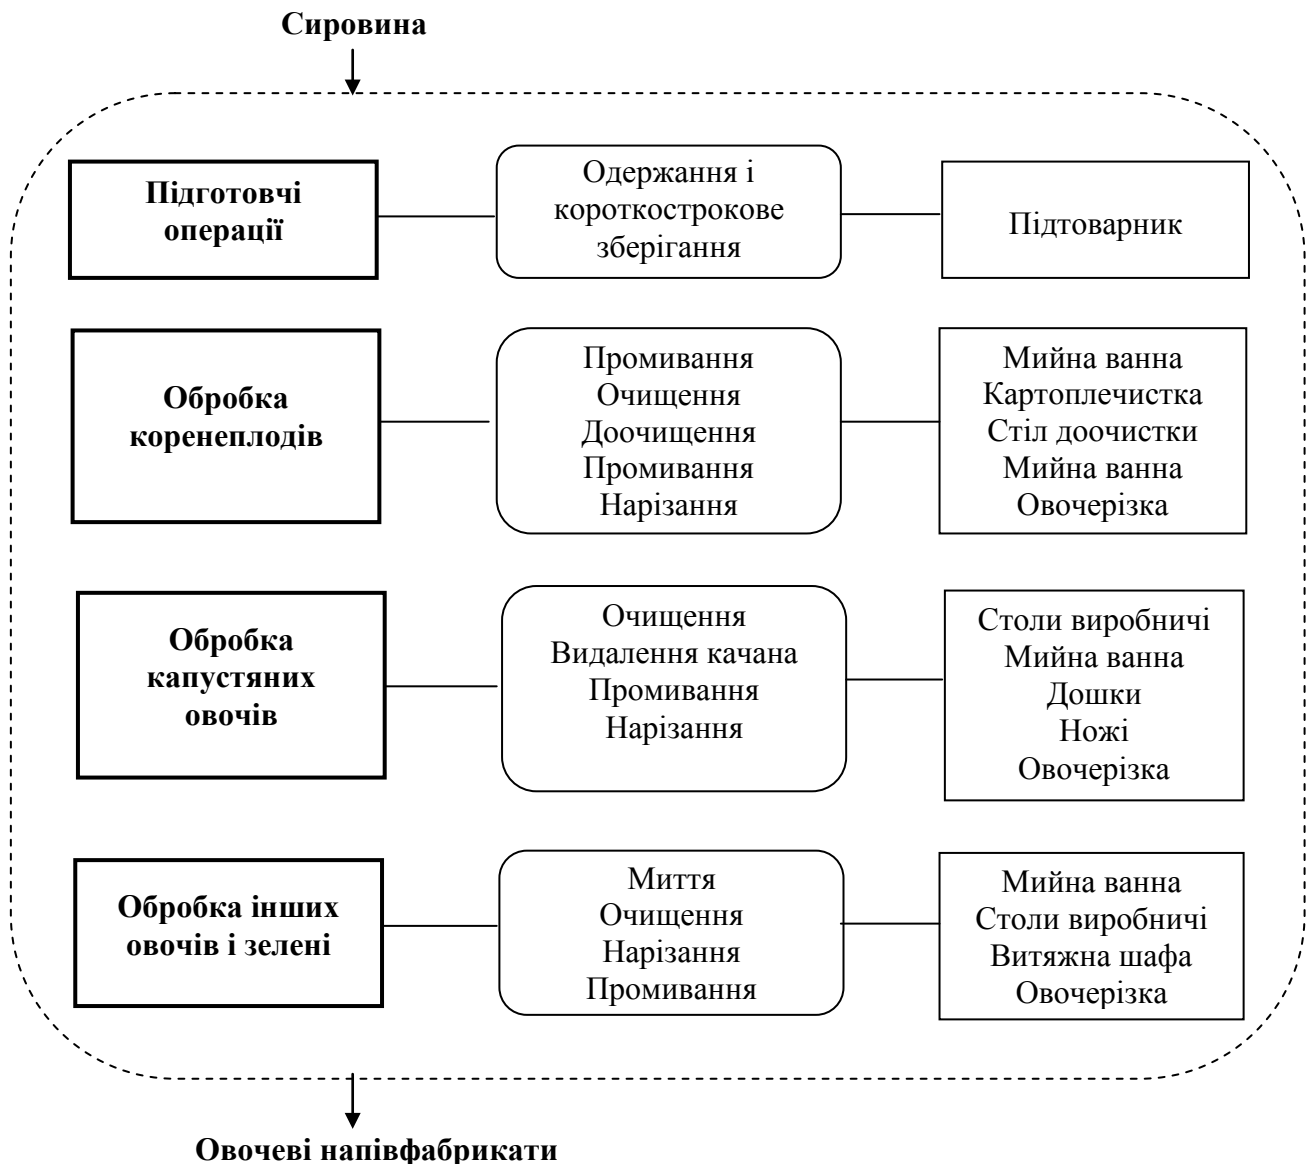 Сировина
Підготовчі
операції
Одержання і
короткострокове
зберігання
Підтоварник
Обробка
коренеплодів
Промивання
Очищення
Доочищення
Промивання
Нарізання
Мийна ванна
Картоплечистка
Стіл доочистки
Мийна ванна
Овочерізка
Обробка
капустяних
овочів
Очищення
Видалення качана
Промивання
Нарізання
Столи виробничі
Мийна ванна
Дошки
Ножі
Овочерізка
Обробка інших
овочів і зелені
Миття
Очищення
Нарізання
Промивання
Мийна ванна
Столи виробничі
Витяжна шафа
Овочерізка
Овочеві напівфабрикати